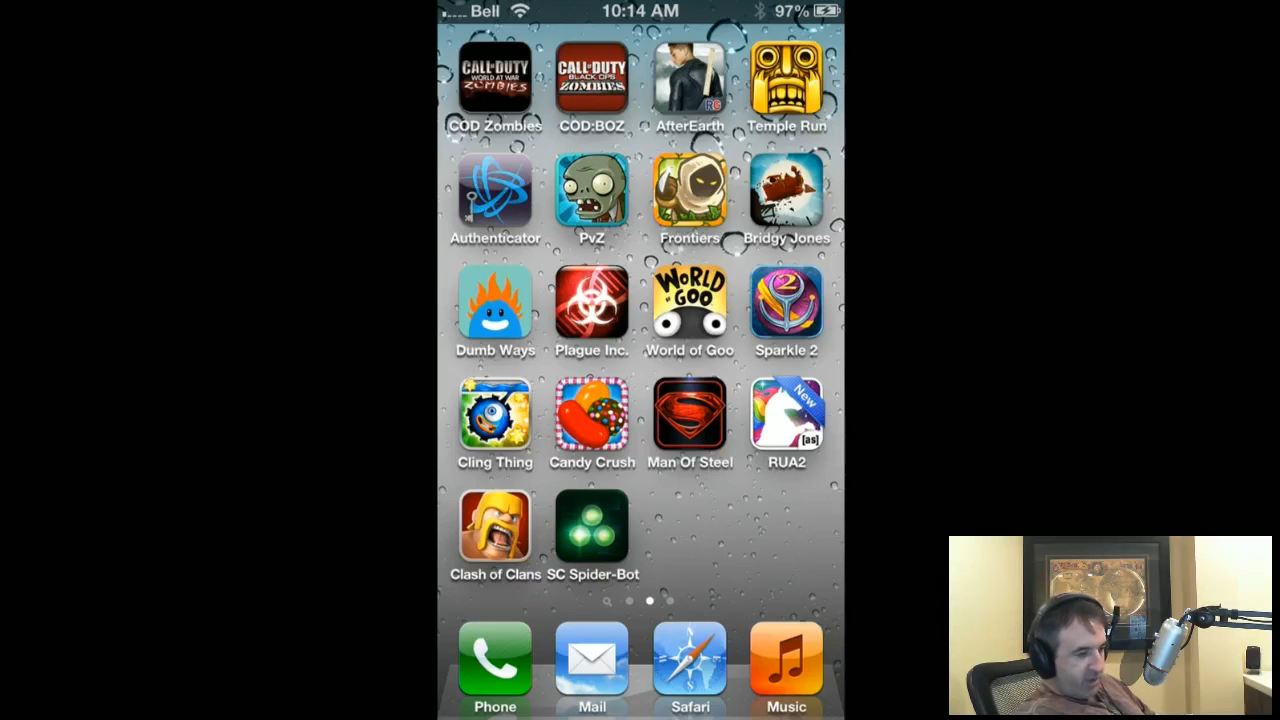 Bell 10:14 AM 97%
CALL OF DUTY WORLD AT WAR ZOMBIES
CALL OF DUTY BLACK OPS ZOMBIES
RG
COD Zombies COD:BOZ AfterEarth Temple Run
Authenticator PvZ Frontiers Bridgy Jones
WORLD OF GOO
2
Dumb Ways Plague Inc. World of Goo Sparkle 2
New
[as]
Cling Thing Candy Crush Man Of Steel RUA2
Clash of Clans SC Spider-Bot
N
Phone Mail Safari Music